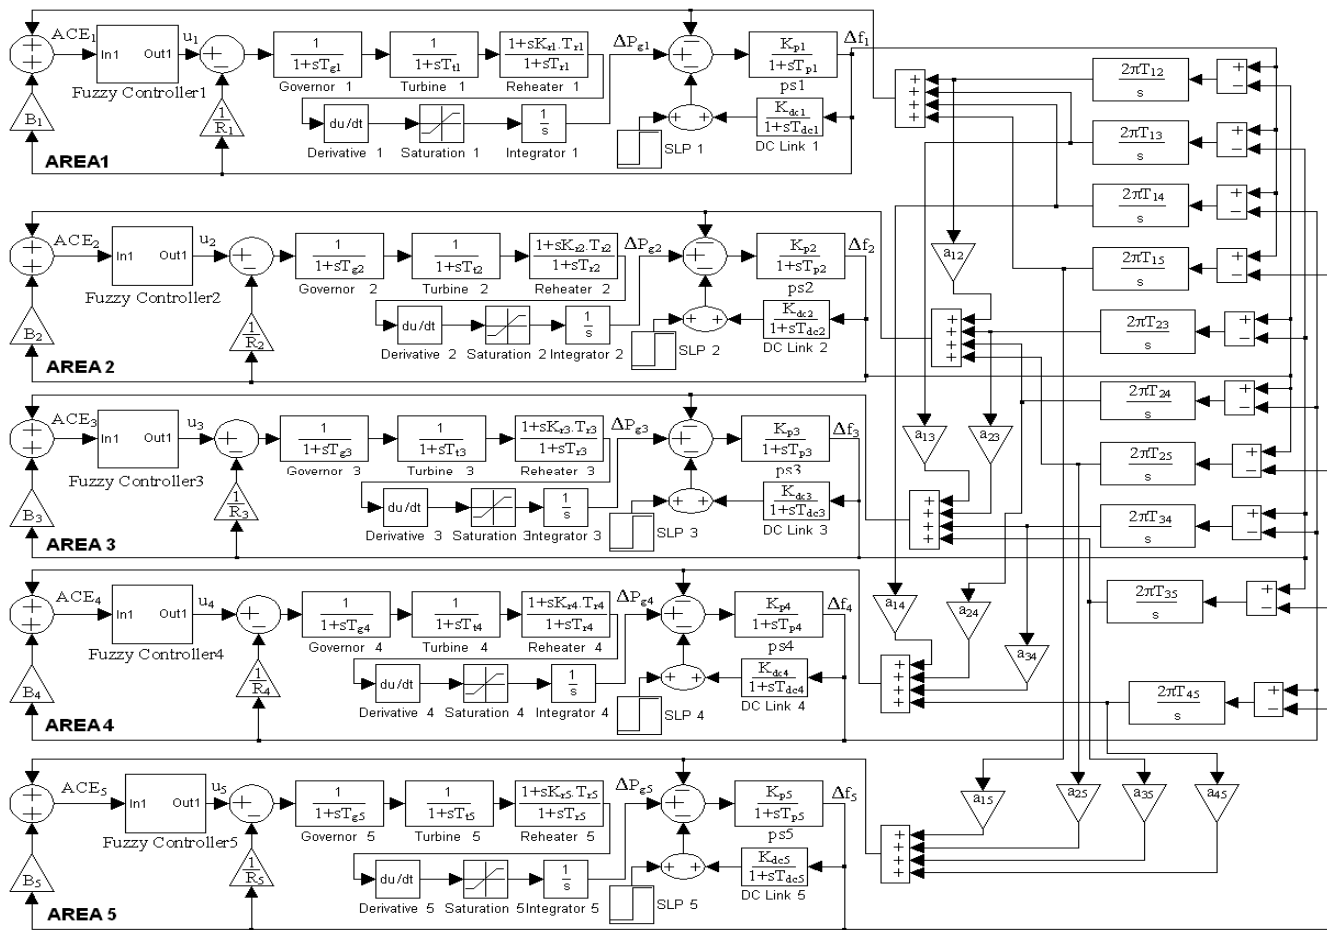 ACE1
In1 Out1
Fuzzy Controller1
u1
B1
1
R1
1
1+sTg1
Governor 1
1
1+sTt1
Turbine 1
1+sKr1.Tr1
1+sTr1
Reheater 1
du/dt
Derivative 1
Saturation 1
1
s
Integrator 1
ΔPg1
SLP 1
Kp1
1+sTp1
ps1
Kdc1
1+sTdc1
DC Link 1
Δf1
AREA1
ACE2
In1 Out1
Fuzzy Controller2
u2
B2
1
R2
1
1+sTg2
Governor 2
1
1+sTt2
Turbine 2
1+sKr2.Tr2
1+sTr2
Reheater 2
du/dt
Derivative 2
Saturation 2
1
s
Integrator 2
ΔPg2
SLP 2
Kp2
1+sTp2
ps2
Kdc2
1+sTdc2
DC Link 2
Δf2
AREA 2
ACE3
In1 Out1
Fuzzy Controller3
u3
B3
1
R3
1
1+sTg3
Governor 3
1
1+sTt3
Turbine 3
1+sKr3.Tr3
1+sTr3
Reheater 3
du/dt
Derivative 3
Saturation 3
1
s
Integrator 3
ΔPg3
SLP 3
Kp3
1+sTp3
ps3
Kdc3
1+sTdc3
DC Link 3
Δf3
AREA 3
ACE4
In1 Out1
Fuzzy Controller4
u4
B4
1
R4
1
1+sTg4
Governor 4
1
1+sTt4
Turbine 4
1+sKr4.Tr4
1+sTr4
Reheater 4
du/dt
Derivative 4
Saturation 4
1
s
Integrator 4
ΔPg4
SLP 4
Kp4
1+sTp4
ps4
Kdc4
1+sTdc4
DC Link 4
Δf4
AREA 4
ACE5
In1 Out1
Fuzzy Controller5
u5
B5
1
R5
1
1+sTg5
Governor 5
1
1+sTt5
Turbine 5
1+sKr5.Tr5
1+sTr5
Reheater 5
du/dt
Derivative 5
Saturation 5
1
s
Integrator 5
ΔPg5
SLP 5
Kp5
1+sTp5
ps5
Kdc5
1+sTdc5
DC Link 5
Δf5
AREA 5
2πT12
s
2πT13
s
2πT14
s
2πT15
s
2πT23
s
2πT24
s
2πT25
s
2πT34
s
2πT35
s
2πT45
s
a12
a13
a23
a14
a24
a34
a15
a25
a35
a45